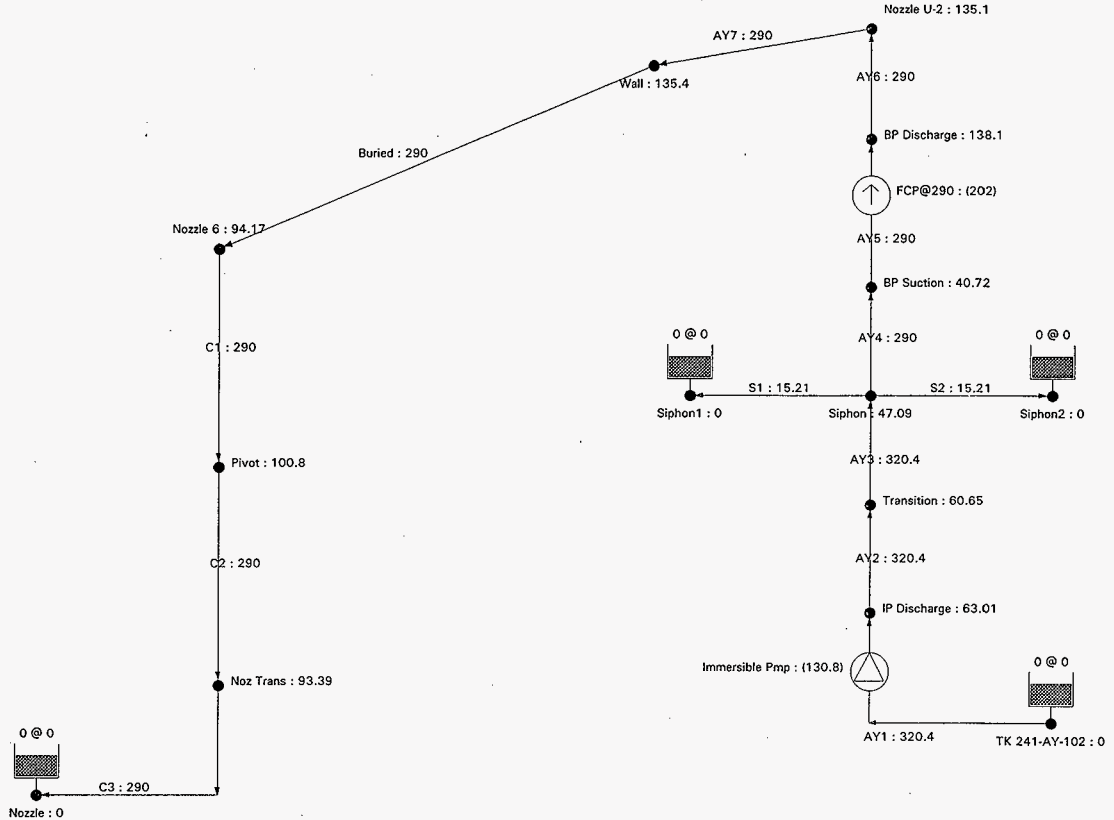 Nozzle U-2 : 135.1
AY7 : 290
AY6 : 290
Wall : 135.4
BP Discharge : 138.1
Buried : 290
FCP@290 : (202)
Nozzle 6 : 94.17
AY5 : 290
BP Suction : 40.72
0 @ 0
0 @ 0
AY4 : 290
C1 : 290
S1 : 15.21
S2 : 15.21
Siphon1 : 0
Siphon : 47.09
Siphon2 : 0
AY3 : 320.4
Pivot : 100.8
Transition : 60.65
AY2 : 320.4
C2 : 290
IP Discharge : 63.01
Immersible Pmp : (130.8)
0 @ 0
Noz Trans : 93.39
0 @ 0
AY1 : 320.4
TK 241-AY-102 : 0
C3 : 290
Nozzle : 0